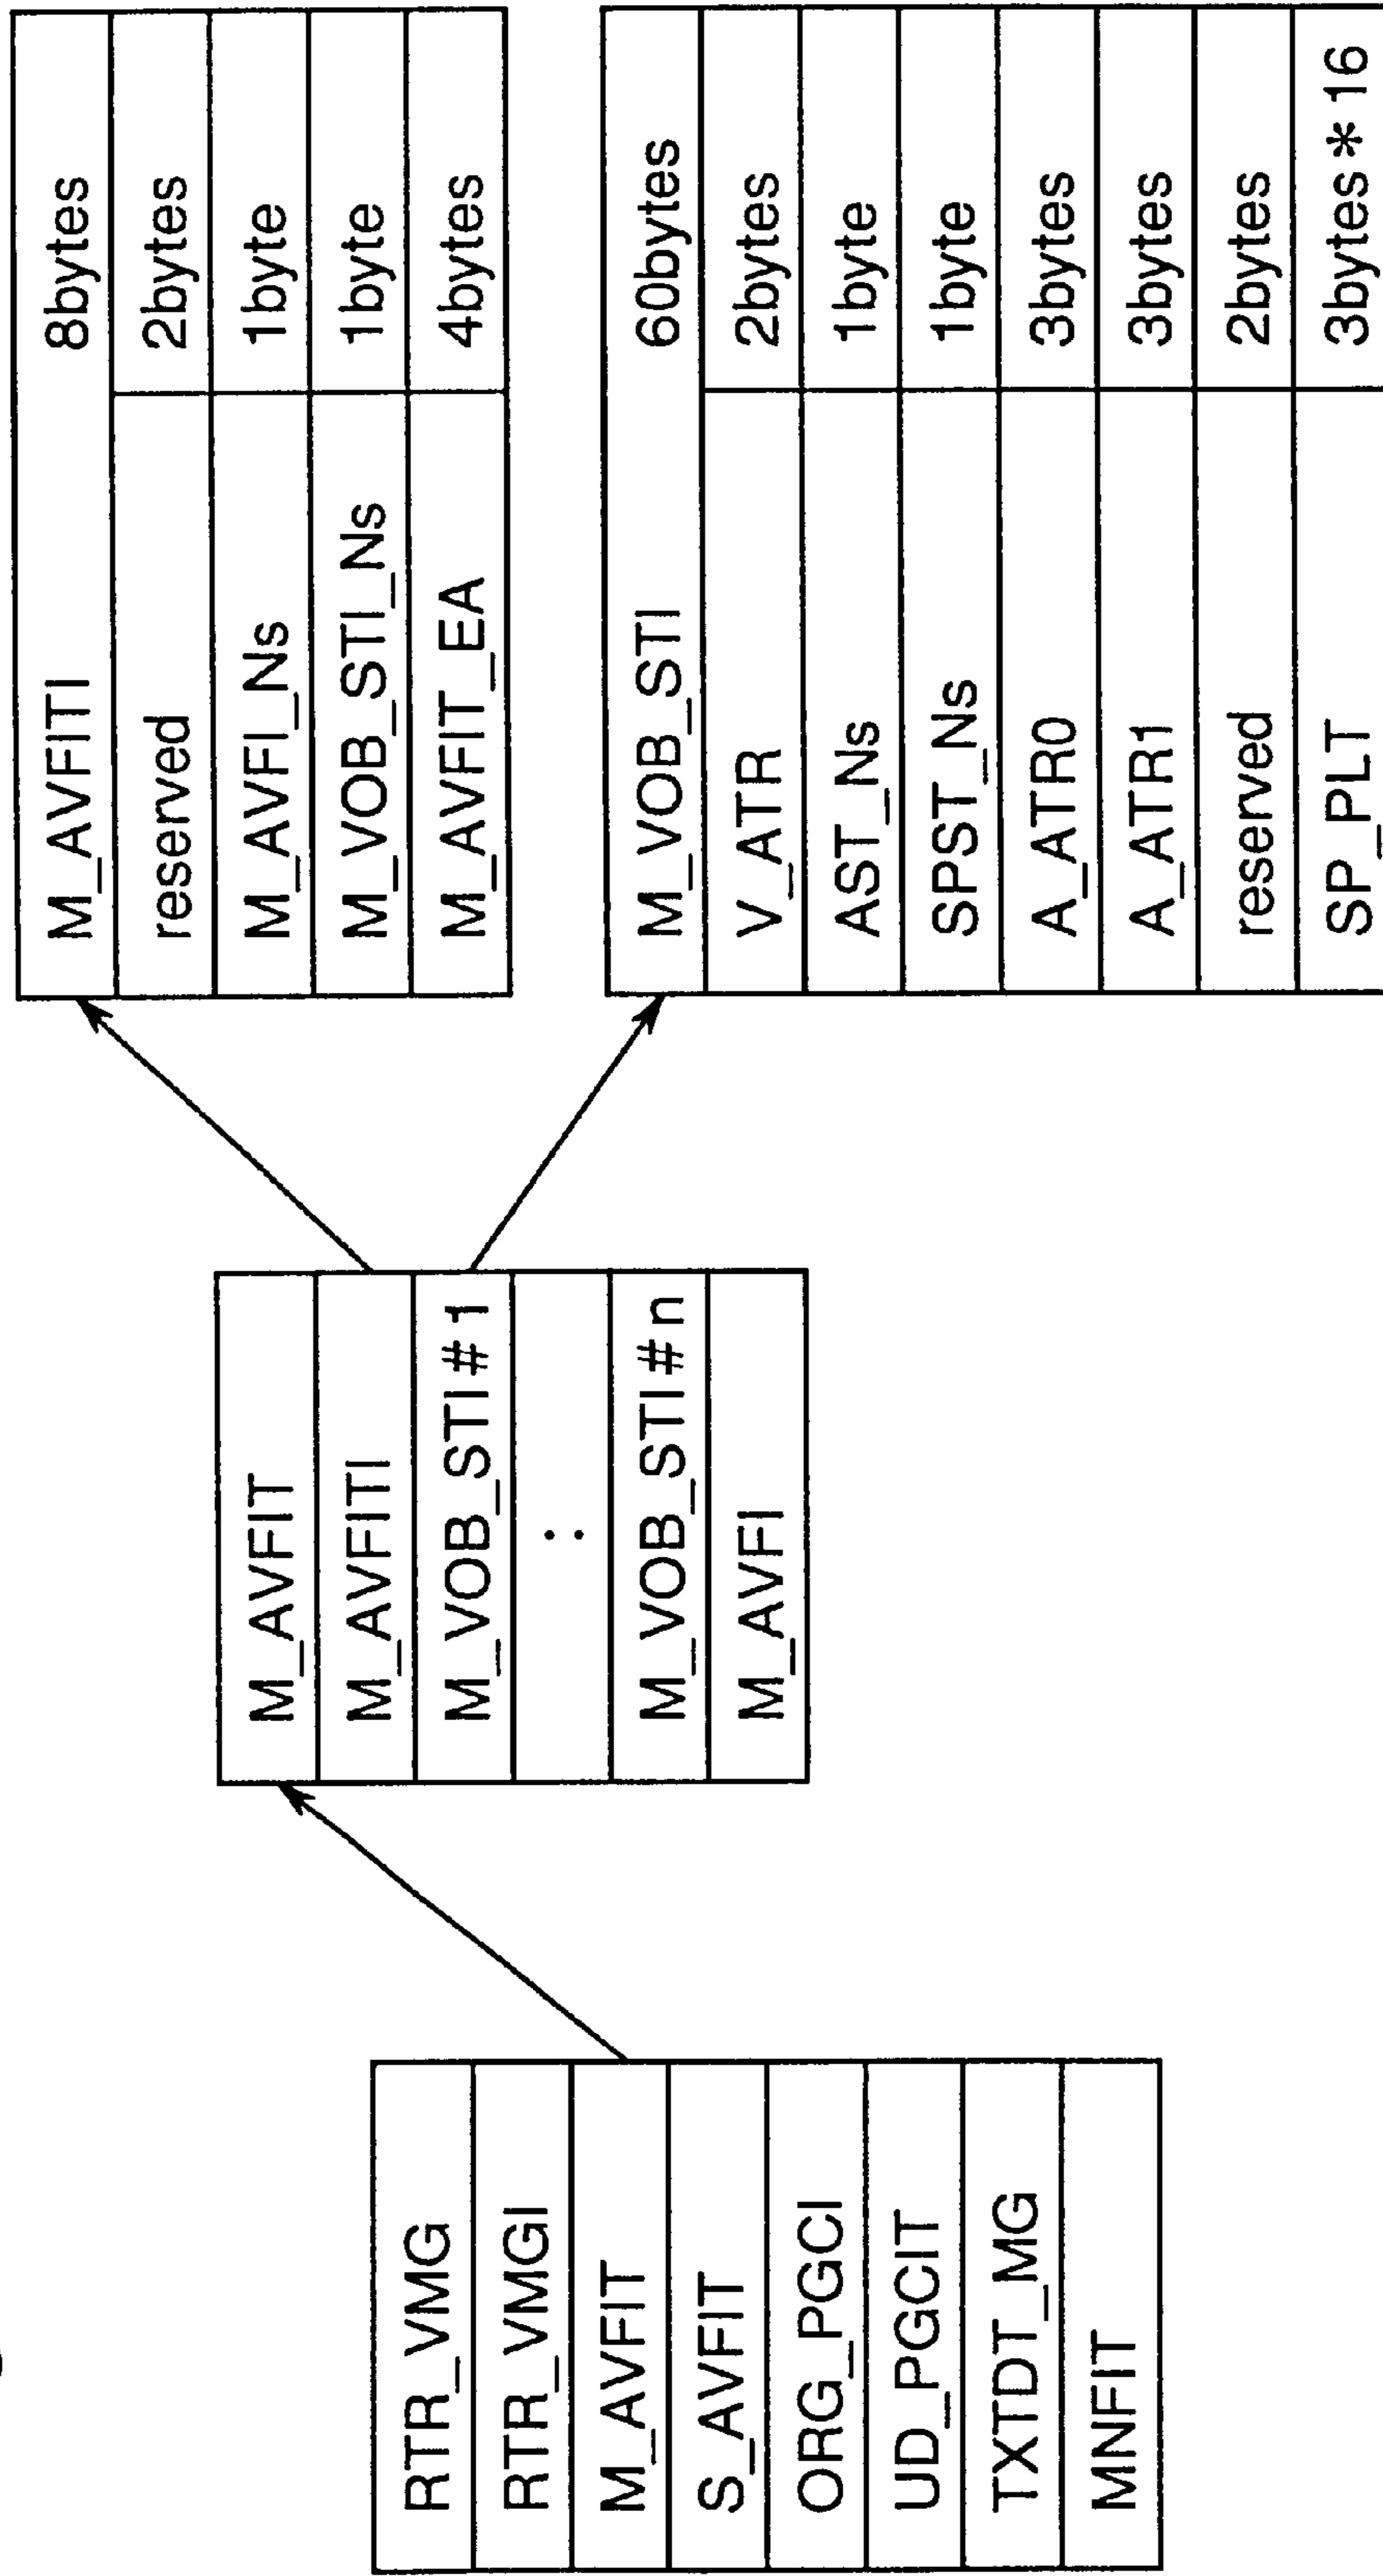 RTR_VMG
RTR_VMGI
M_AVFIT
S_AVFIT
ORG_PGCI
UD_PGCIT
TXTDT_MG
MNFIT
M_AVFIT
M_AVFITI
M_VOB_STI#1
:
M_VOB_STI#n
M_AVFI
M_AVFITI 8bytes
reserved 2bytes
M_AVFI_Ns 1byte
M_VOB_STI_Ns 1byte
M_AVFIT_EA 4bytes
M_VOB_STI 60bytes
V_ATR 2bytes
AST_Ns 1byte
SPST_Ns 1byte
A_ATR0 3bytes
A_ATR1 3bytes
reserved 2bytes
SP_PLT 3bytes*16